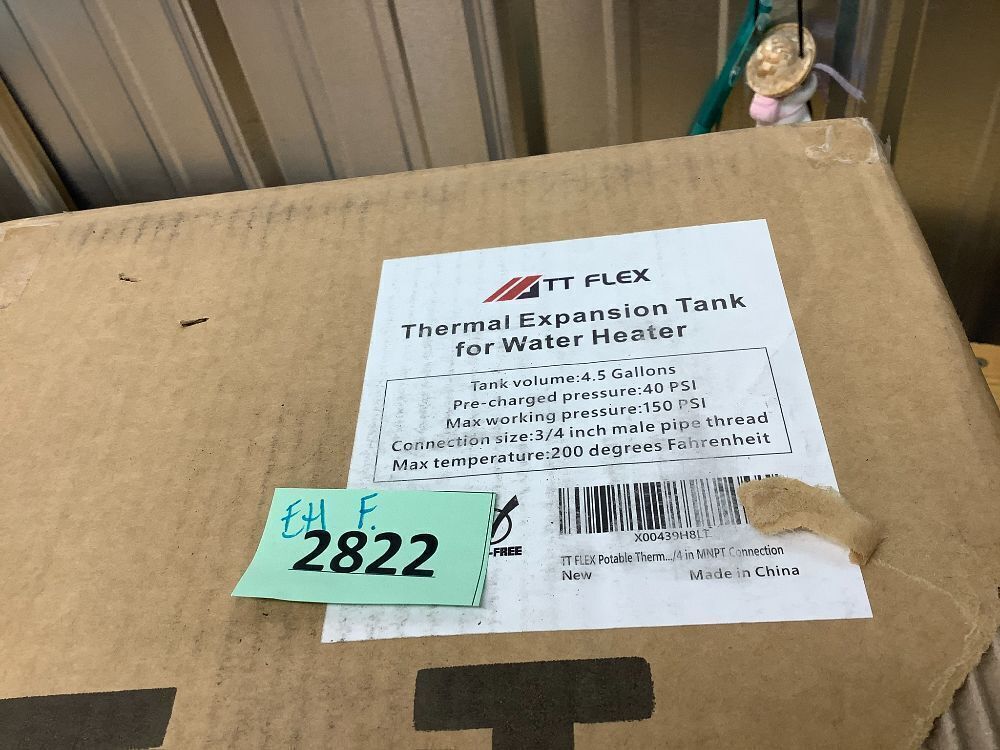 TT FLEX
Thermal Expansion Tank
for Water Heater
Tank volume:4.5 Gallons
Pre-charged pressure:40 PSI
Max working pressure:150 PSI
Connection size:3/4 inch male pipe thread
Max temperature:200 degrees Fahrenheit
EH F.
2822
-FREE
X00439H8LT
TT FLEX Potable Therm.../4 in MNPT Connection
New
Made in China